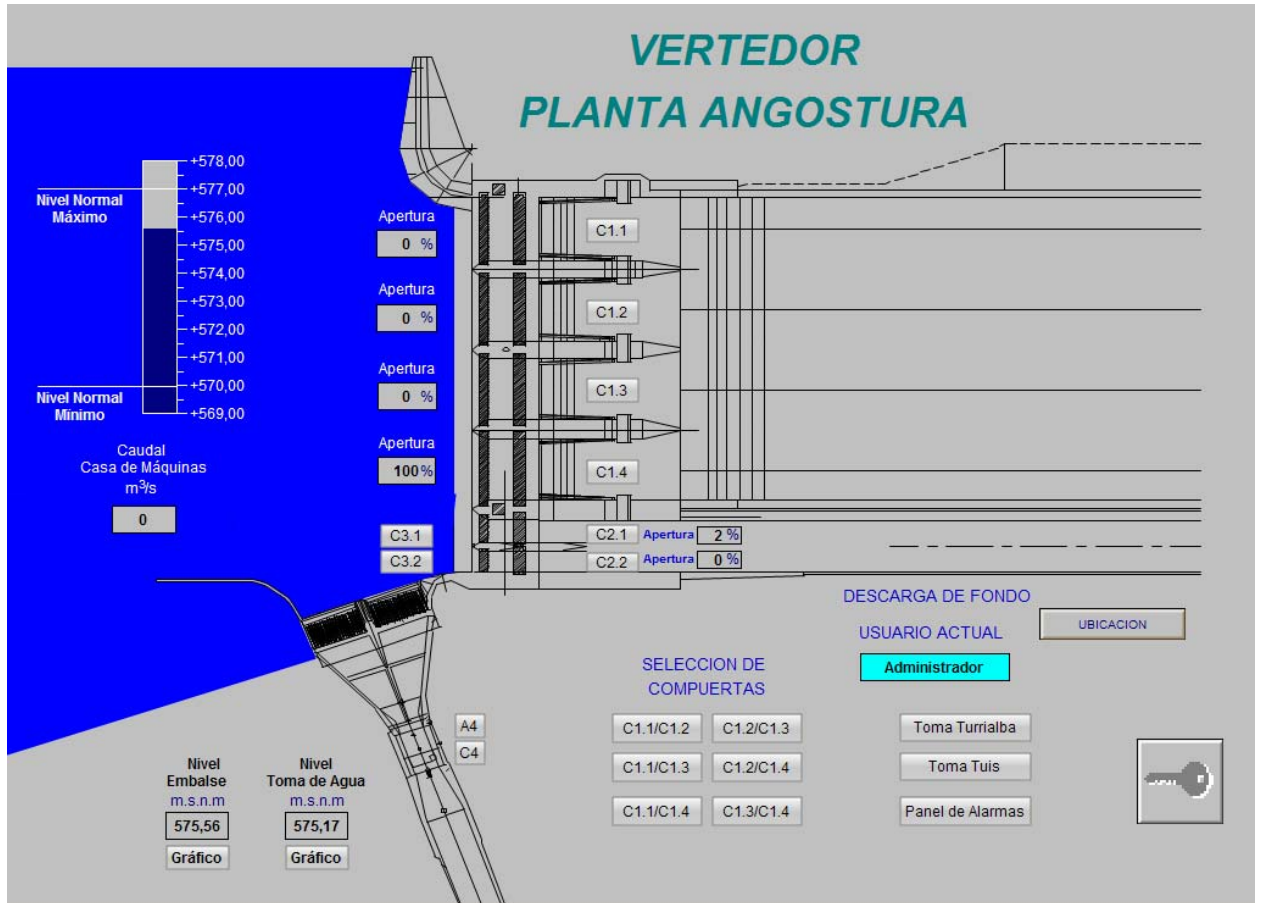 VERTEDOR
PLANTA ANGOSTURA
+578,00
+577,00
+576,00
+575,00
+574,00
+573,00
+572,00
+571,00
+570,00
+569,00
Nivel Normal
Máximo
Nivel Normal
Mínimo
Caudal
Casa de Máquinas
m³/s
0
Apertura
0 %
Apertura
0 %
Apertura
0 %
Apertura
100 %
C1.1
C1.2
C1.3
C1.4
C3.1
C3.2
C2.1 Apertura 2 %
C2.2 Apertura 0 %
DESCARGA DE FONDO
UBICACION
USUARIO ACTUAL
Administrador
SELECCION DE
COMPUERTAS
C1.1/C1.2 C1.2/C1.3
C1.1/C1.3 C1.2/C1.4
C1.1/C1.4 C1.3/C1.4
Toma Turrialba
Toma Tuis
Panel de Alarmas
A4
C4
Nivel
Embalse
m.s.n.m
575,56
Gráfico
Nivel
Toma de Agua
m.s.n.m
575,17
Gráfico